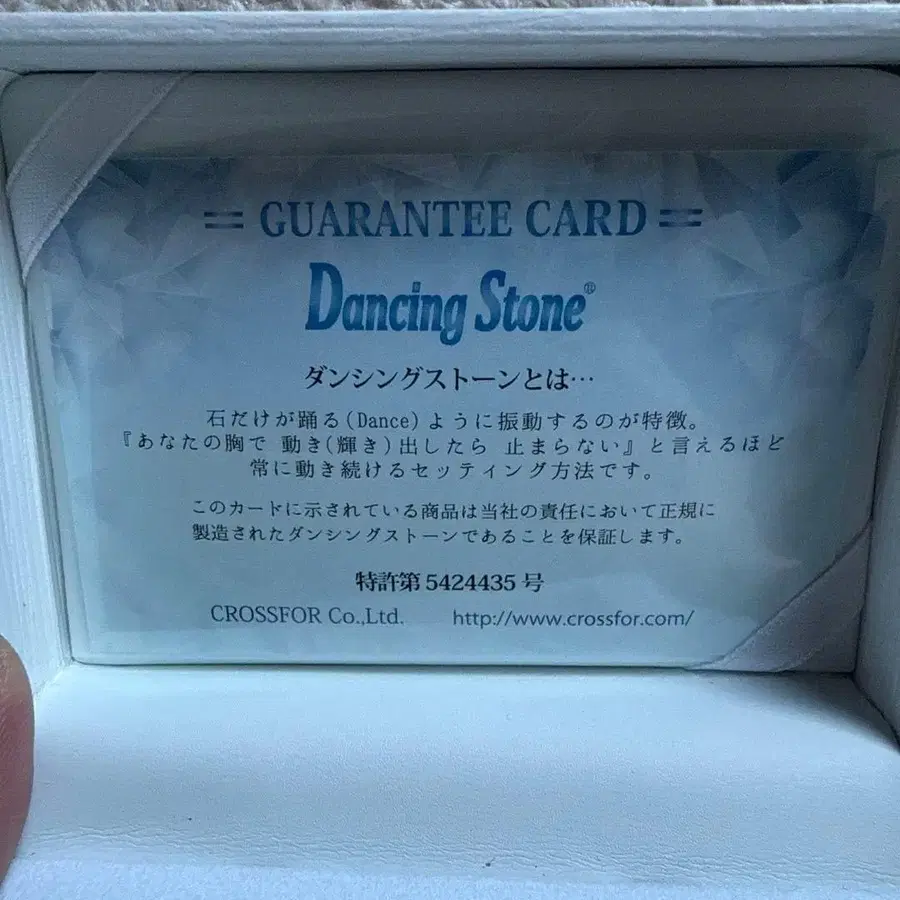 GUARANTEE CARD
Dancing Stone®
ダンシングストーンとは…
石だけが踊る(Dance)ように振動するのが特徴。
『あなたの胸で 動き(輝き)出したら 止まらない』と言えるほど
常に動き続けるセッティング方法です。
このカードに示されている商品は当社の責任において正規に
製造されたダンシングストーンであることを保証します。
特許第5424435号
CROSSFOR Co.,Ltd. http://www.crossfor.com/